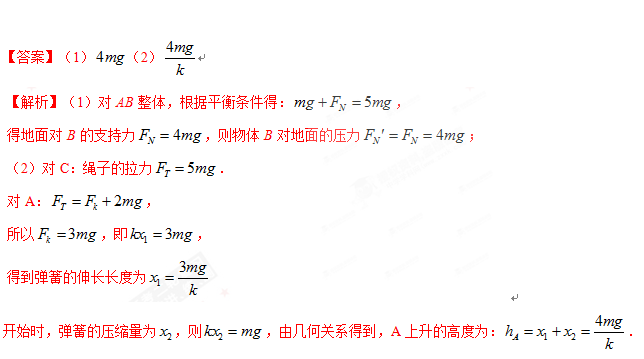 【答案】（1）4mg（2）\frac{4mg}{k}
【解析】（1）对 AB 整体，根据平衡条件得：mg + F_N = 5mg，
得地面对 B 的支持力 F_N = 4mg，则物体 B 对地面的压力 F_N' = F_N = 4mg；
（2）对 C：绳子的拉力 F_T = 5mg．
对 A：F_T = F_k + 2mg，
所以 F_k = 3mg，即 kx_1 = 3mg，
得到弹簧的伸长长度为 x_1 = \frac{3mg}{k}
开始时，弹簧的压缩量为 x_2，则 kx_2 = mg，由几何关系得到，A 上升的高度为：h_A = x_1 + x_2 = \frac{4mg}{k}．